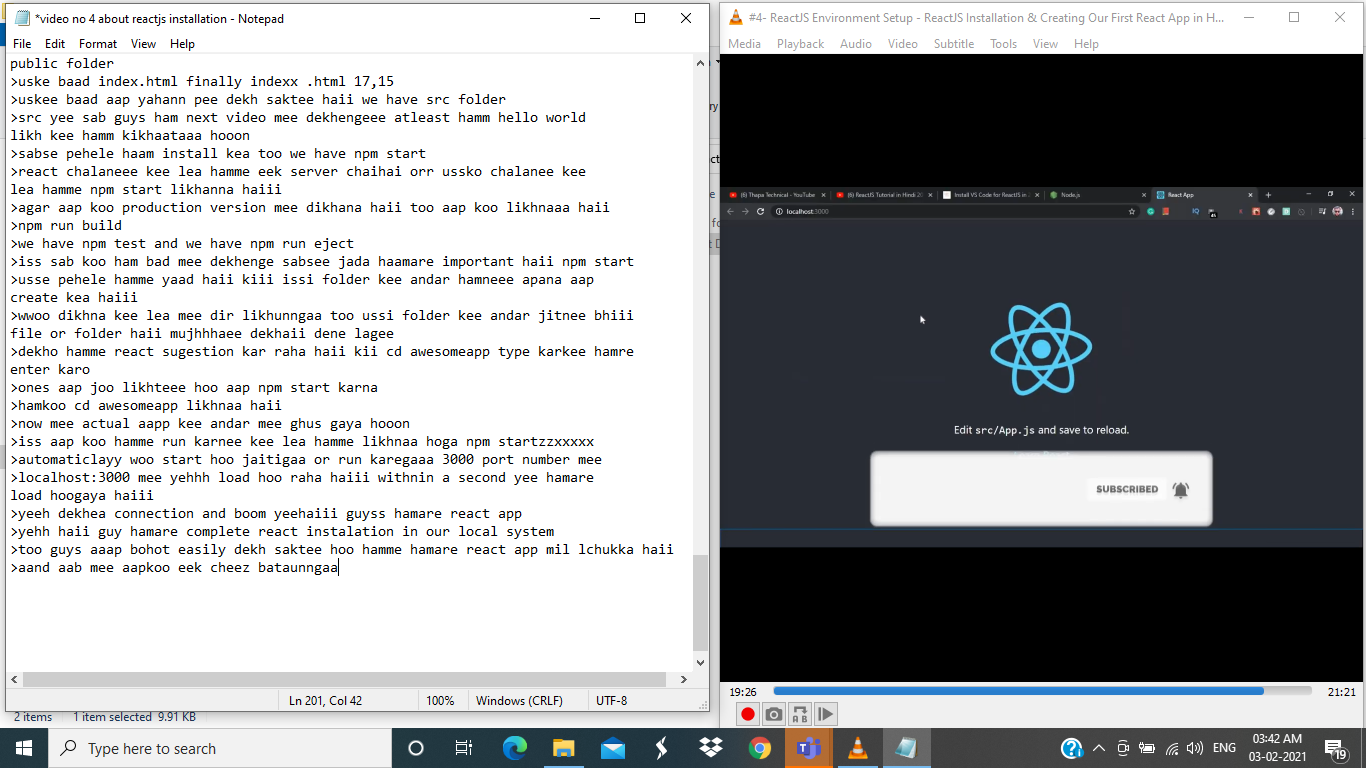 *video no 4 about reactjs installation - Notepad
File Edit Format View Help
public folder
>uske baad index.html finally indexx .html 17,15
>uskee baad aap yahann pee dekh saktee haii we have src folder
>src yee sab guys ham next video mee dekhengeee atleast hamm hello world
likh kee hamm kikhaataaa hooon
>sabse pehele haam install kea too we have npm start
>react chalaneee kee lea hamme eek server chaihai orr ussko chalanee kee
lea hamme npm start likhanna haiii
>agar aap koo production version mee dikhana haii too aap koo likhnaaa haii
>npm run build
>we have npm test and we have npm run eject
>iss sab koo ham bad mee dekhenge sabsee jada haamare important haii npm start
>usse pehele hamme yaad haii kiii issi folder kee andar hamneee apana aap
create kea haiii
>wwoo dikhna kee lea mee dir likhunngaa too ussi folder kee andar jitnee bhiii
file or folder haii mujhhhaeee dekhaii dene lagee
>dekho hamme react sugestion kar raha haii kii cd awesomeapp type karkee hamre
enter karo
>ones aap joo likhteee hoo aap npm start karna
>hamkoo cd awesomeapp likhnaa haii
>now mee actual aapp kee andar mee ghus gaya hooon
>iss aap koo hamme run karnee kee lea hamme likhnaa hoga npm startzzxxxxx
>automaticlayy woo start hoo jaitigaa or run karegaaa 3000 port number mee
>localhost:3000 mee yehhh load hoo raha haiii withnin a second yee hamare
load hoogaya haiii
>yeeh dekhea connection and boom yeehaiii guyss hamare react app
>yehh haii guy hamare complete react instalation in our local system
>too guys aaap bohot easily dekh saktee hoo hamme hamare react app mil lchukka haii
>aand aab mee aapkoo eek cheez bataunngaa
Ln 201, Col 42 100% Windows (CRLF) UTF-8
2 items 1 item selected 9.91 KB
#4- ReactJS Environment Setup - ReactJS Installation & Creating Our First React App in H...
Media Playback Audio Video Subtitle Tools View Help
(6) Thapa Technical - YouTube (6) ReactJS Tutorial in Hindi 20 Install VS Code for ReactJS in Node.js React App
localhost:3000
Edit src/App.js and save to reload.
SUBSCRIBED
19:26 21:21
Type here to search
ENG
03:42 AM
03-02-2021
19